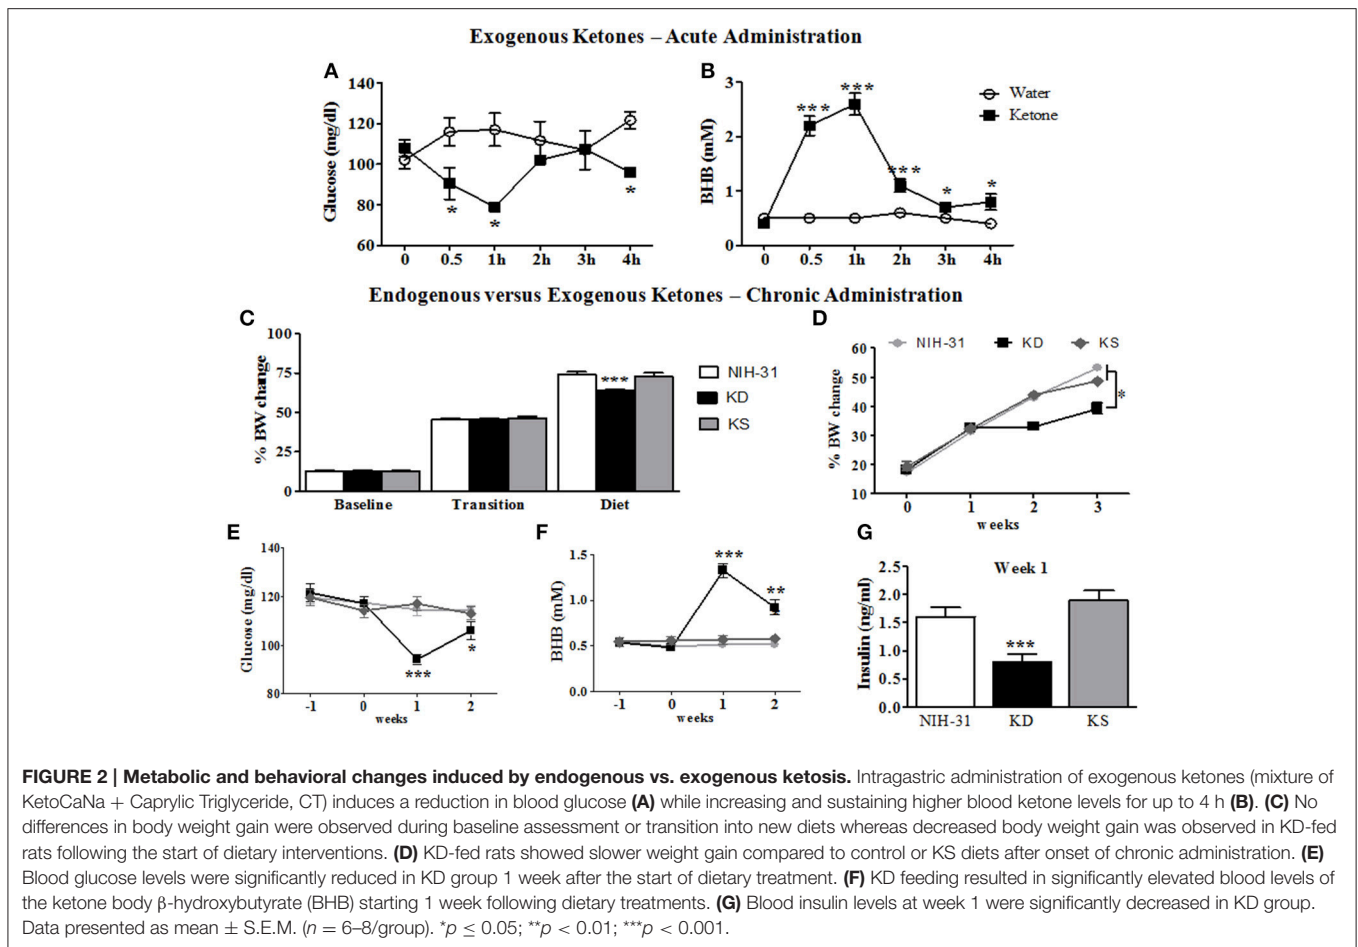 Exogenous Ketones – Acute Administration
A
Glucose (mg/dl)
140
120
100
80
60
*
*
*
0 0.5 1h 2h 3h 4h
B
BHB (mM)
3
2
1
0
***
***
***
*
*
Water
Ketone
0 0.5 1h 2h 3h 4h
Endogenous versus Exogenous Ketones – Chronic Administration
C
% BW change
100
75
50
25
0
***
NIH-31
KD
KS
Baseline Transition Diet
D
NIH-31 KD KS
% BW change
60
50
40
30
20
10
*
0 1 2 3
weeks
E
Glucose (mg/dl)
140
120
100
80
***
*
-1 0 1 2
weeks
F
BHB (mM)
1.5
1.0
0.5
0.0
***
**
-1 0 1 2
weeks
G
Week 1
Insulin (ng/ml)
2.5
2.0
1.5
1.0
0.5
0.0
***
NIH-31 KD KS
FIGURE 2 | Metabolic and behavioral changes induced by endogenous vs. exogenous ketosis. Intragastric administration of exogenous ketones (mixture of
KetoCaNa + Caprylic Triglyceride, CT) induces a reduction in blood glucose (A) while increasing and sustaining higher blood ketone levels for up to 4 h (B). (C) No
differences in body weight gain were observed during baseline assessment or transition into new diets whereas decreased body weight gain was observed in KD-fed
rats following the start of dietary interventions. (D) KD-fed rats showed slower weight gain compared to control or KS diets after onset of chronic administration. (E)
Blood glucose levels were significantly reduced in KD group 1 week after the start of dietary treatment. (F) KD feeding resulted in significantly elevated blood levels of
the ketone body β-hydroxybutyrate (BHB) starting 1 week following dietary treatments. (G) Blood insulin levels at week 1 were significantly decreased in KD group.
Data presented as mean ± S.E.M. (n = 6–8/group). *p ≤ 0.05; **p < 0.01; ***p < 0.001.